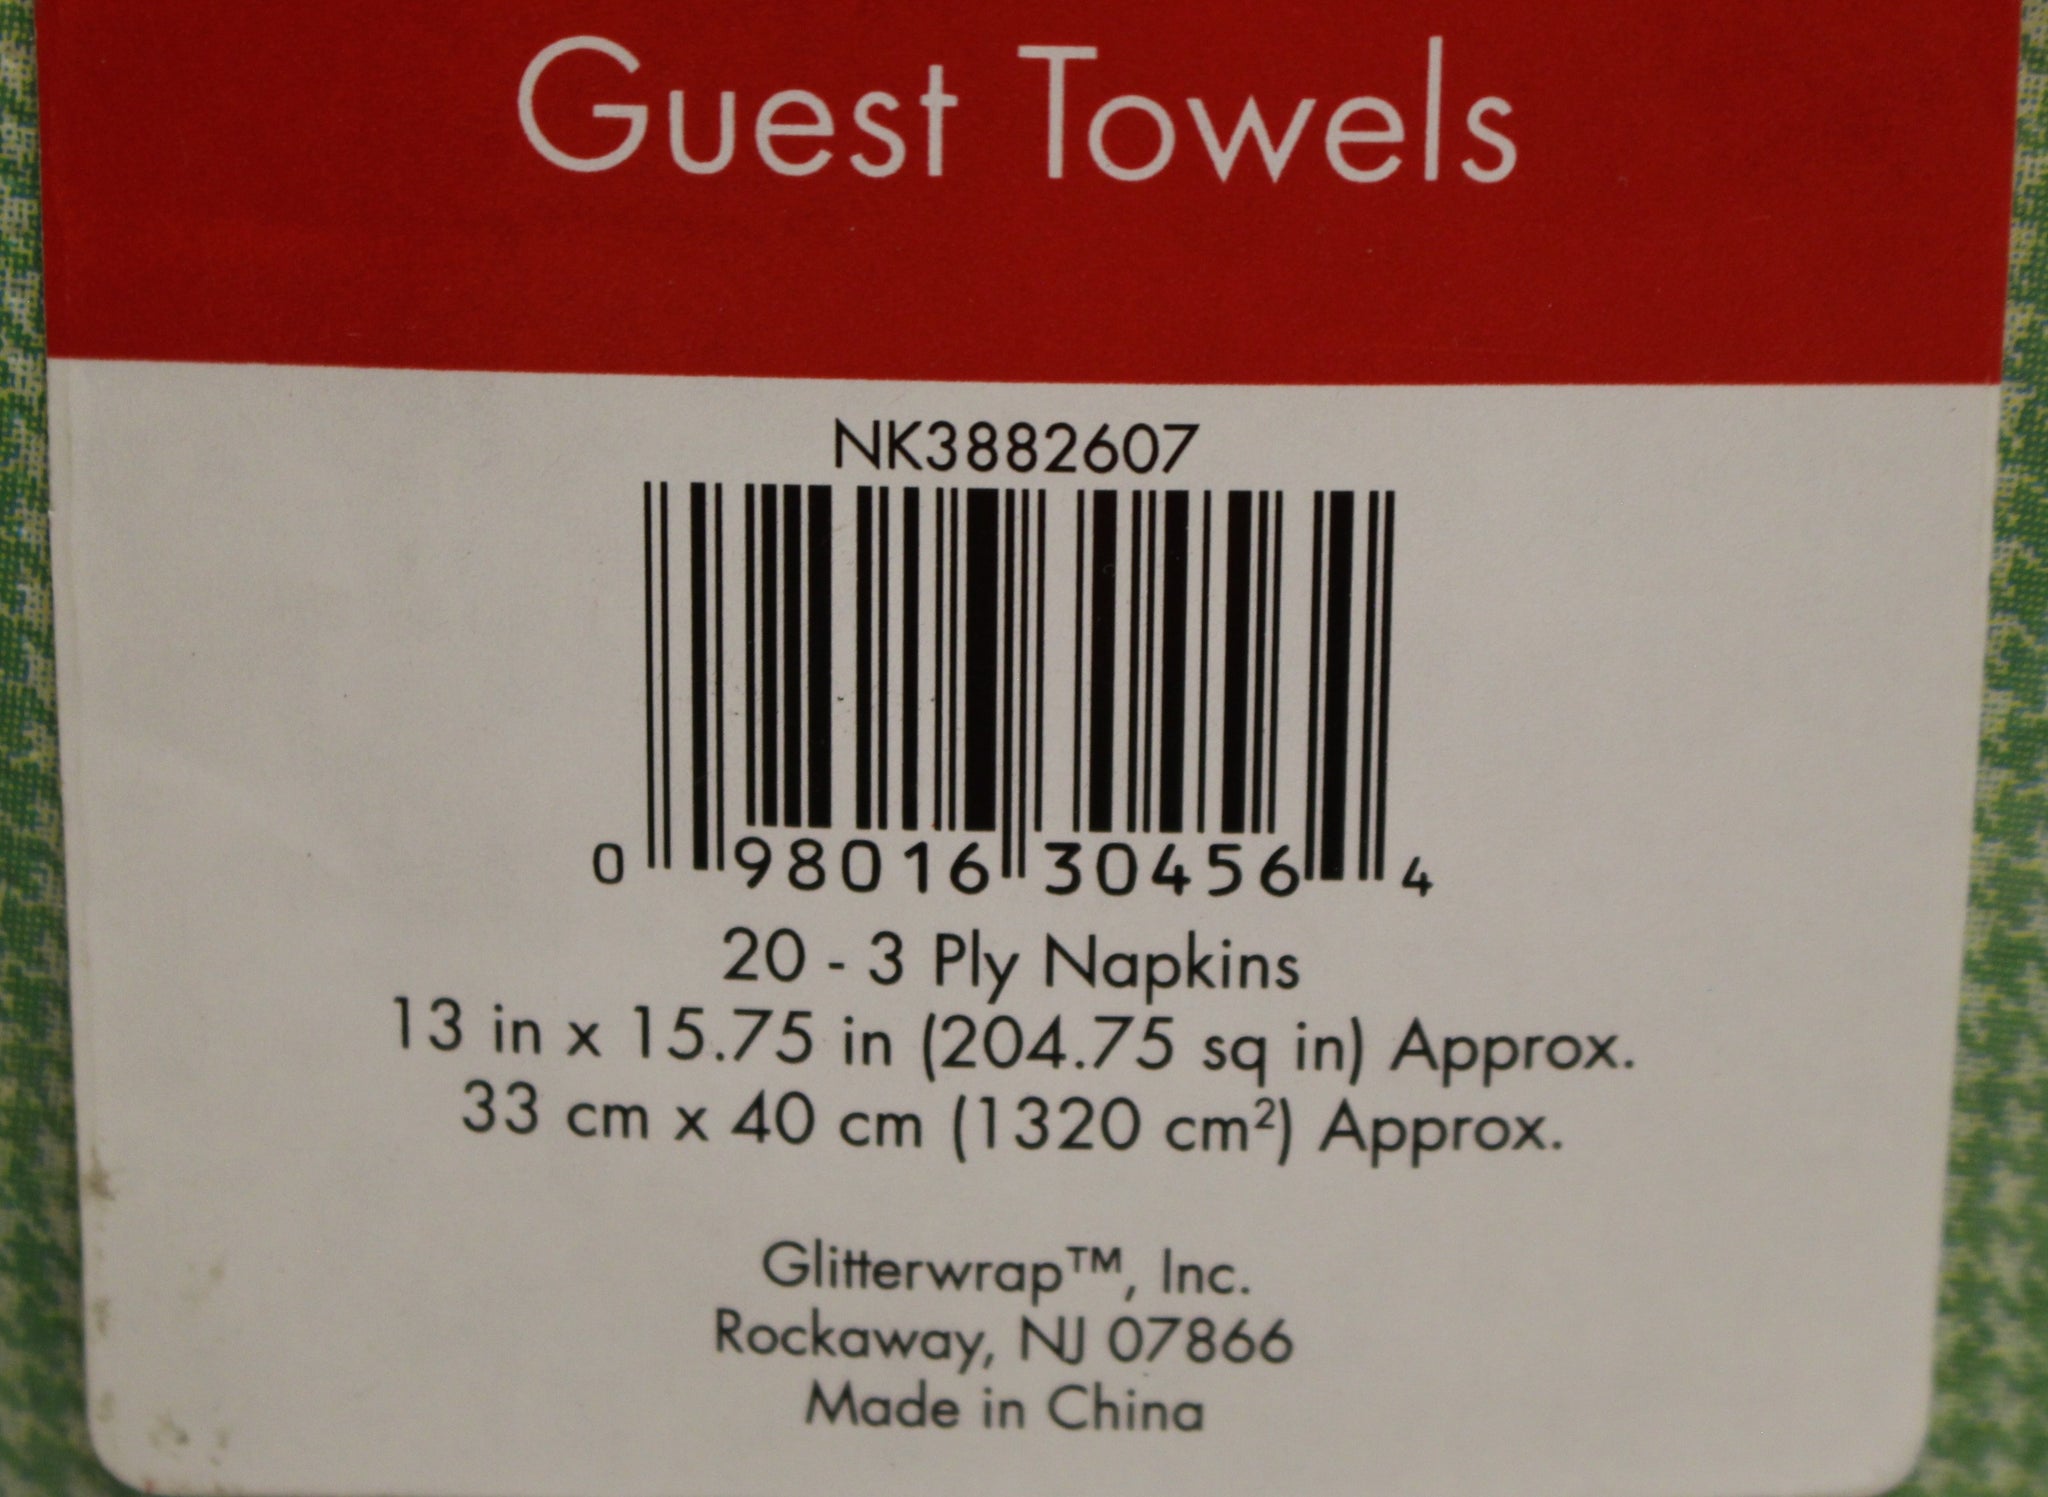 Guest Towels
NK3882607
0 98016 30456 4
20 - 3 Ply Napkins
13 in x 15.75 in (204.75 sq in) Approx.
33 cm x 40 cm (1320 cm²) Approx.
Glitterwrap™, Inc.
Rockaway, NJ 07866
Made in China